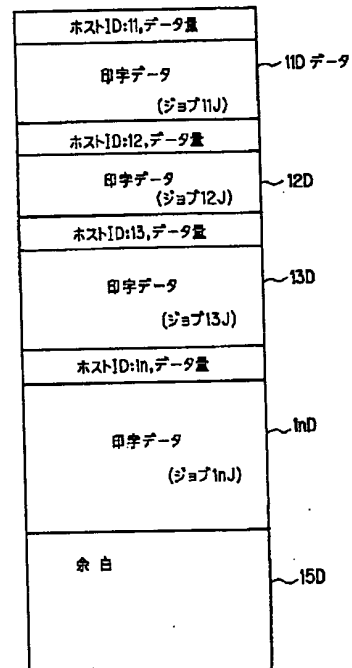 ホストID:11,データ量
印字データ
(ジョブ11J)
11D データ
ホストID:12,データ量
印字データ
(ジョブ12J)
12D
ホストID:13,データ量
印字データ
(ジョブ13J)
13D
ホストID:1n,データ量
印字データ
(ジョブ1nJ)
1nD
余白
15D